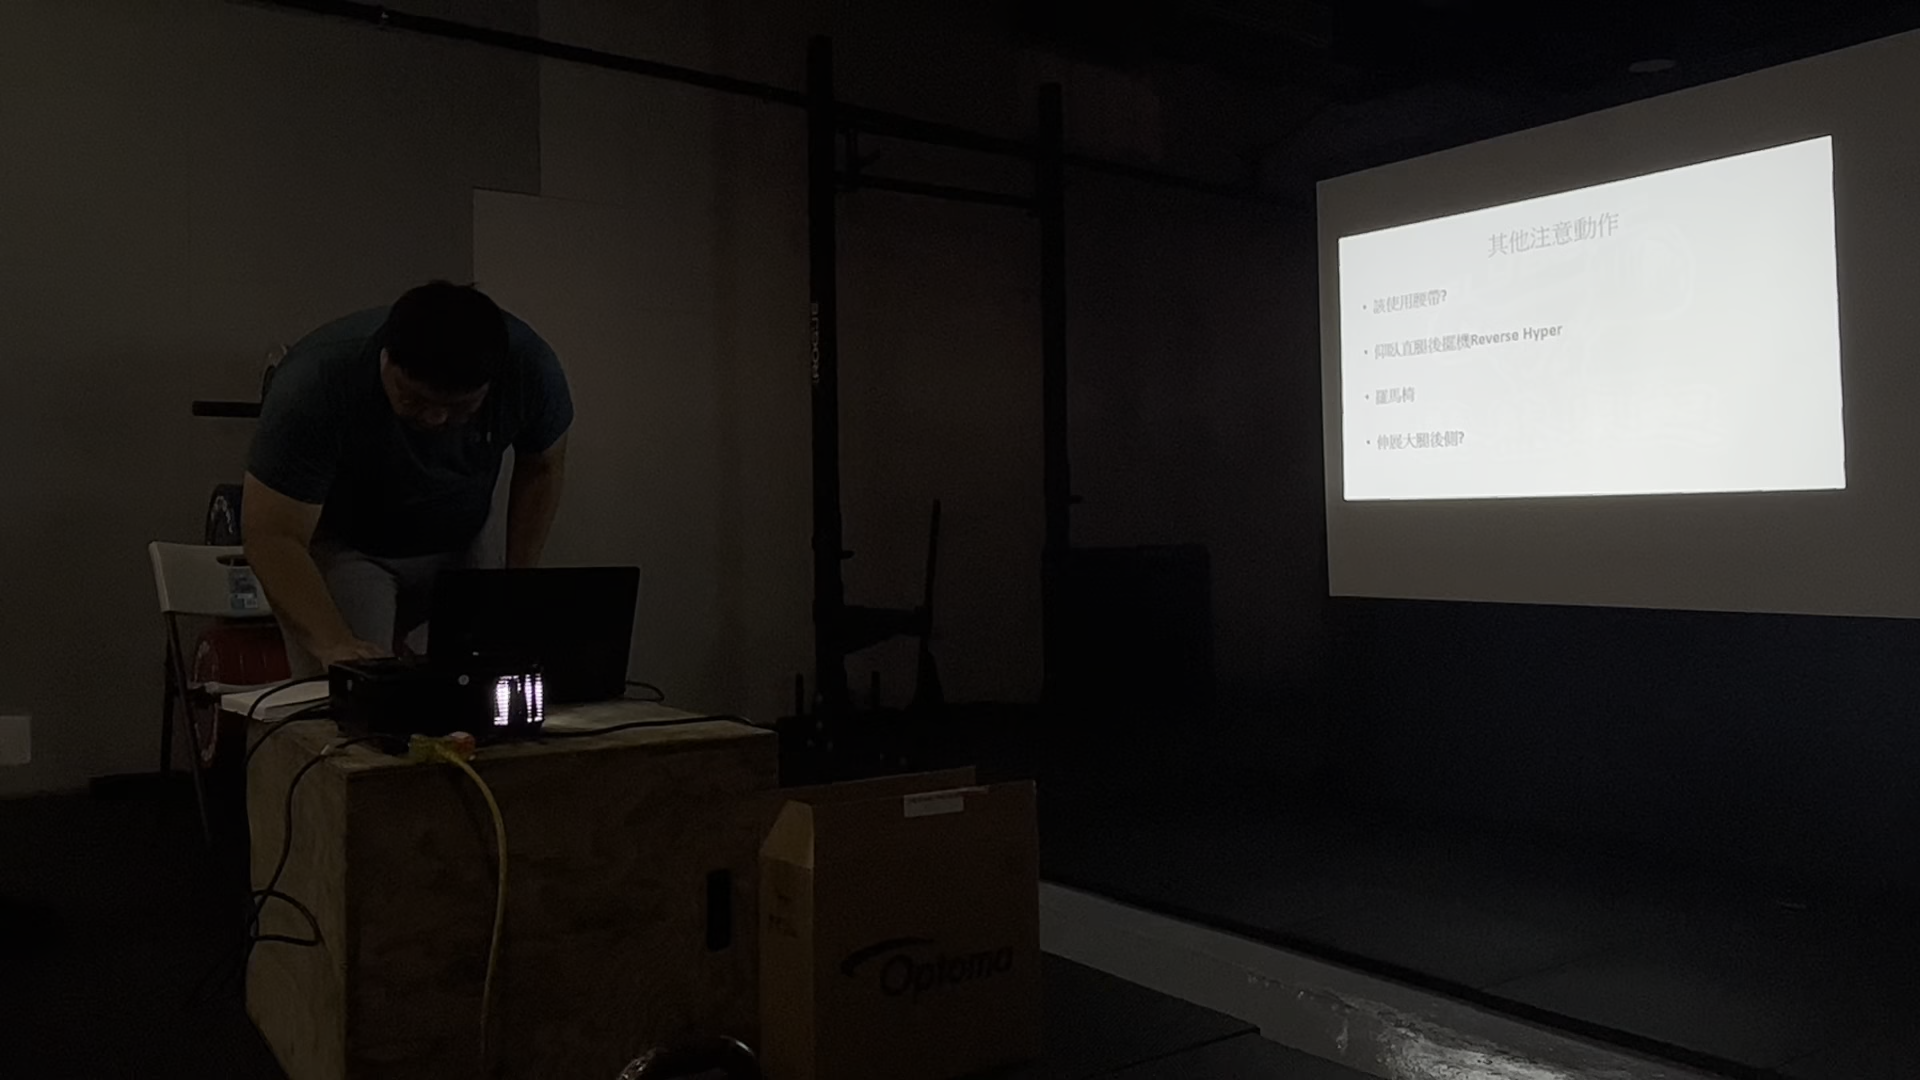 其他注意動作
• 該使用腰帶?
• 仰臥直腿後擺機Reverse Hyper
• 羅馬椅
• 伸展大腿後側?
ROGUE
Optoma